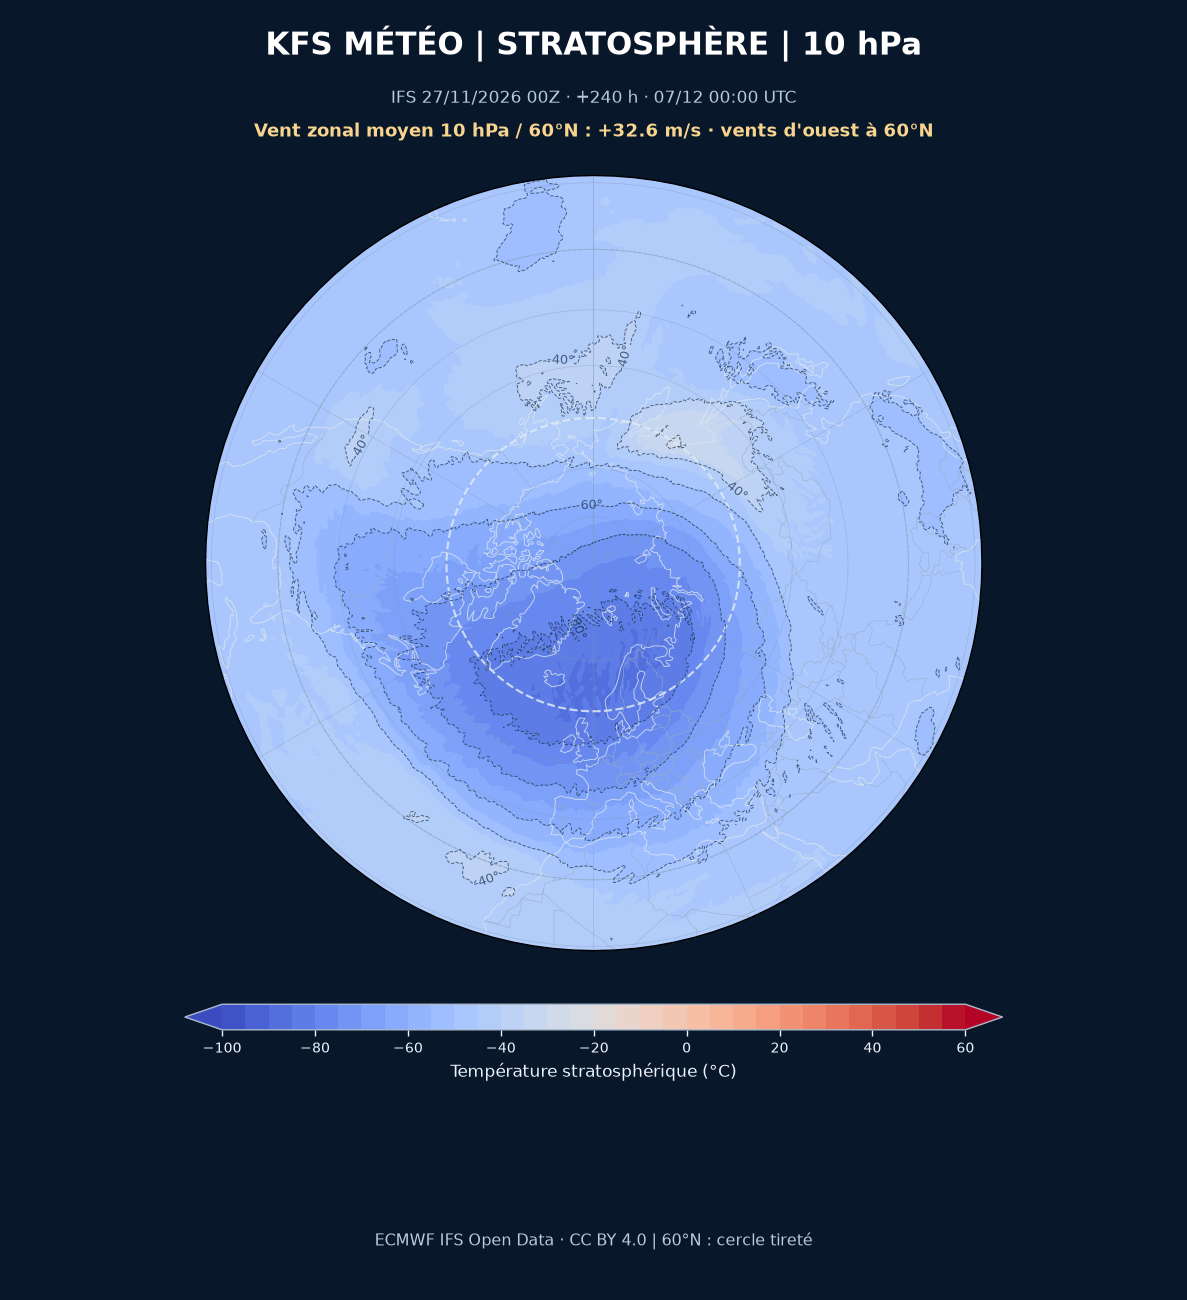 KFS MÉTÉO | STRATOSPHÈRE | 10 hPa
IFS 27/11/2026 00Z · +240 h · 07/12 00:00 UTC
Vent zonal moyen 10 hPa / 60°N : +32.6 m/s · vents d'ouest à 60°N
-40°
40°
40°
40°
60°
80°
-40°
−100 −80 −60 −40 −20 0 20 40 60
Température stratosphérique (°C)
ECMWF IFS Open Data · CC BY 4.0 | 60°N : cercle tireté